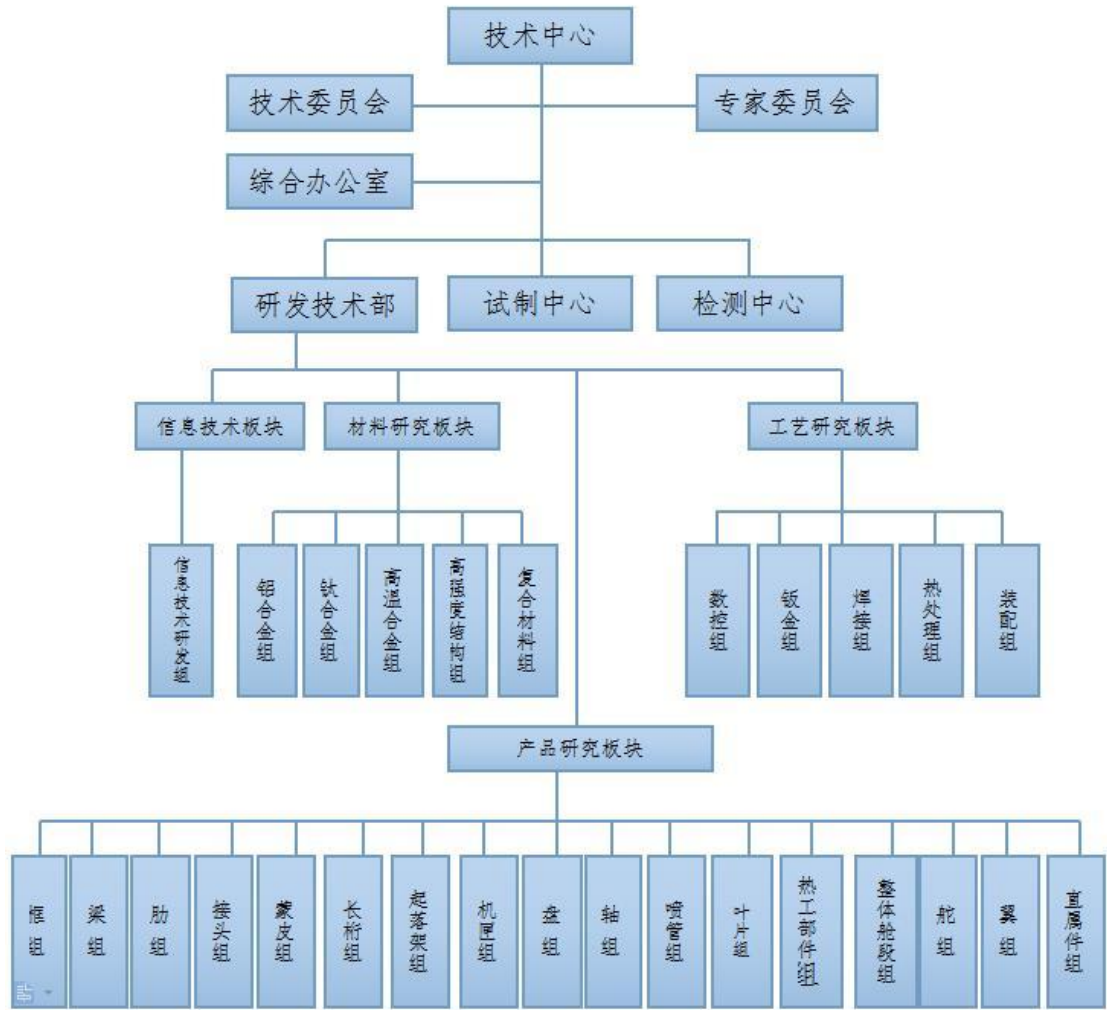 技术中心
技术委员会
专家委员会
综合办公室
研发技术部
试制中心
检测中心
信息技术板块
材料研究板块
工艺研究板块
信息技术研发组
铝合金组
钛合金组
高温合金组
高强度结构组
复合材料组
数控组
钣金组
焊接组
热处理组
装配组
产品研究板块
框组
梁组
肋组
接头组
蒙皮组
长桁组
起落架组
机匣组
盘组
轴组
喷管组
叶片组
热工部件组
整体舱段组
舵组
翼组
直属件组